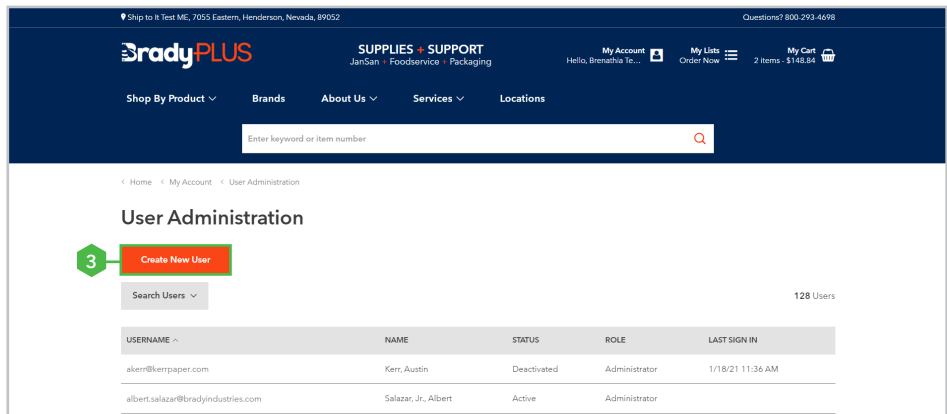 Ship to It Test ME, 7055 Eastern, Henderson, Nevada, 89052
Questions? 800-293-4698
BradyPLUS
SUPPLIES + SUPPORT
JanSan + Foodservice + Packaging
My Account
Hello, Brenathia Te...
My Lists
Order Now
My Cart
2 items - $148.84
Shop By Product Brands About Us Services Locations
Enter keyword or item number
< Home < My Account < User Administration
User Administration
3
Create New User
Search Users
128 Users
USERNAME NAME STATUS ROLE LAST SIGN IN
akerr@kerrpaper.com Kerr, Austin Deactivated Administrator 1/18/21 11:36 AM
albert.salazar@bradyindustries.com Salazar, Jr., Albert Active Administrator